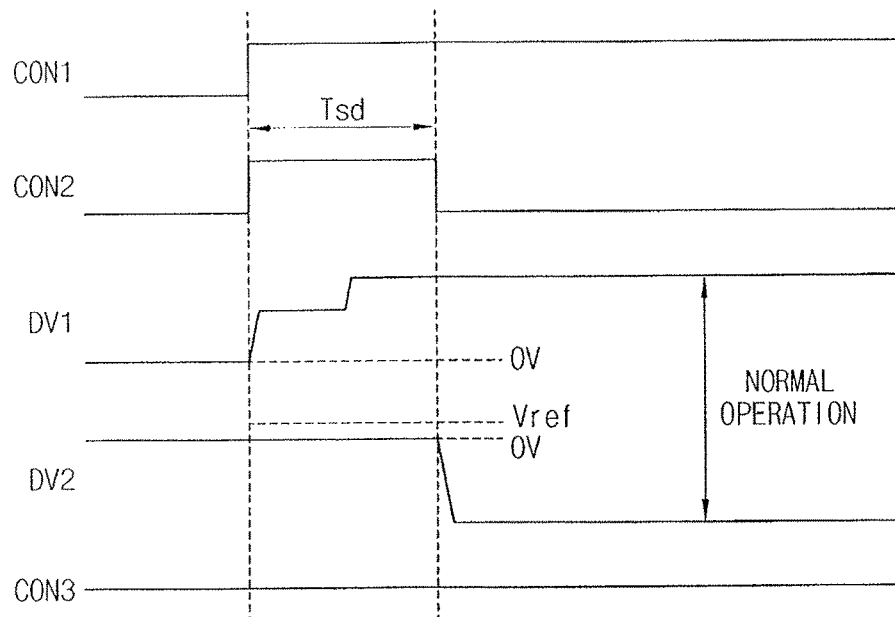 CON1
Tsd
CON2
DV1
0V
NORMAL
OPERATION
Vref
0V
DV2
CON3